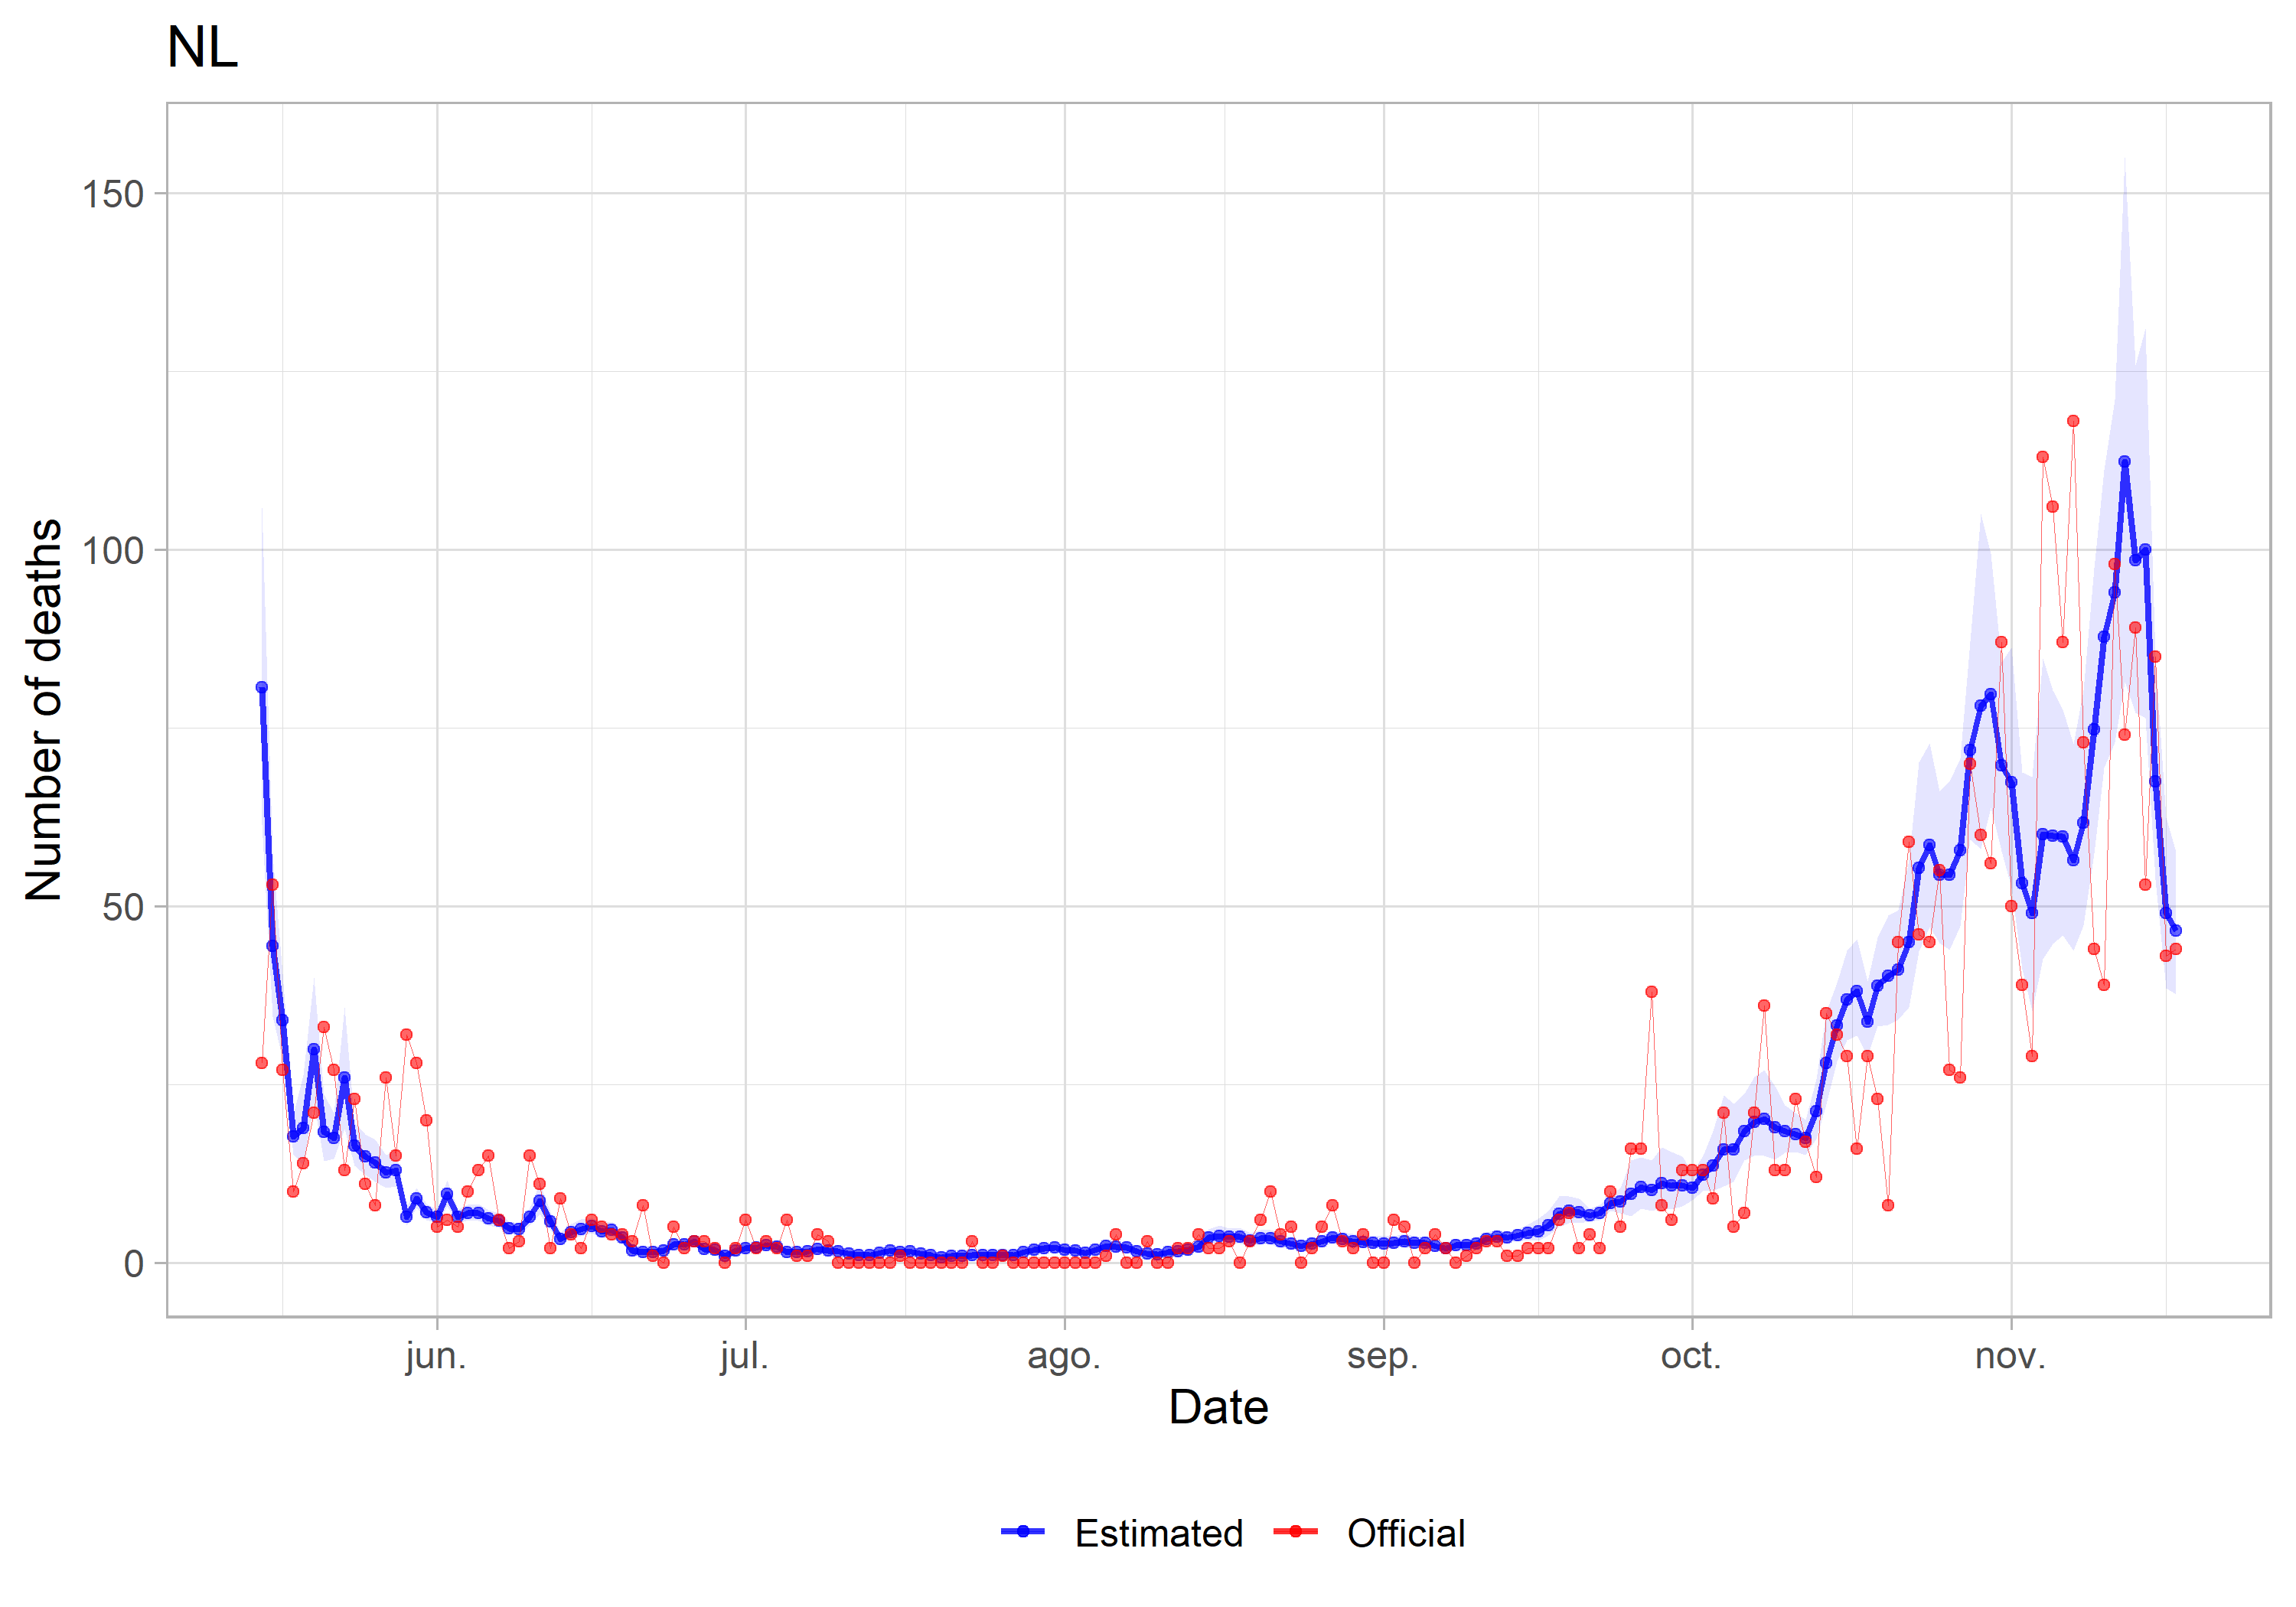 NL
Number of deaths
150
100
50
0
jun.
jul.
ago.
sep.
oct.
nov.
Date
Estimated
Official